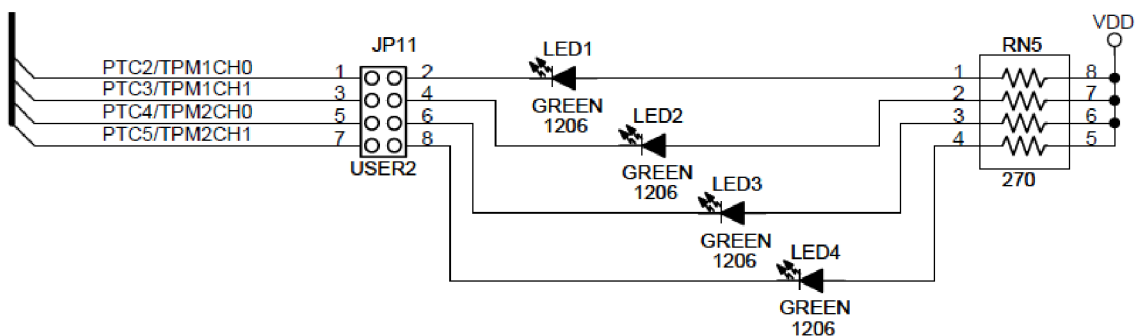 VDD
JP11
LED1
RN5
PTC2/TPM1CH0
1
2
1
8
PTC3/TPM1CH1
3
4
GREEN
1206
2
7
PTC4/TPM2CH0
5
6
LED2
3
6
PTC5/TPM2CH1
7
8
4
5
USER2
GREEN
1206
270
LED3
GREEN
1206
LED4
GREEN
1206